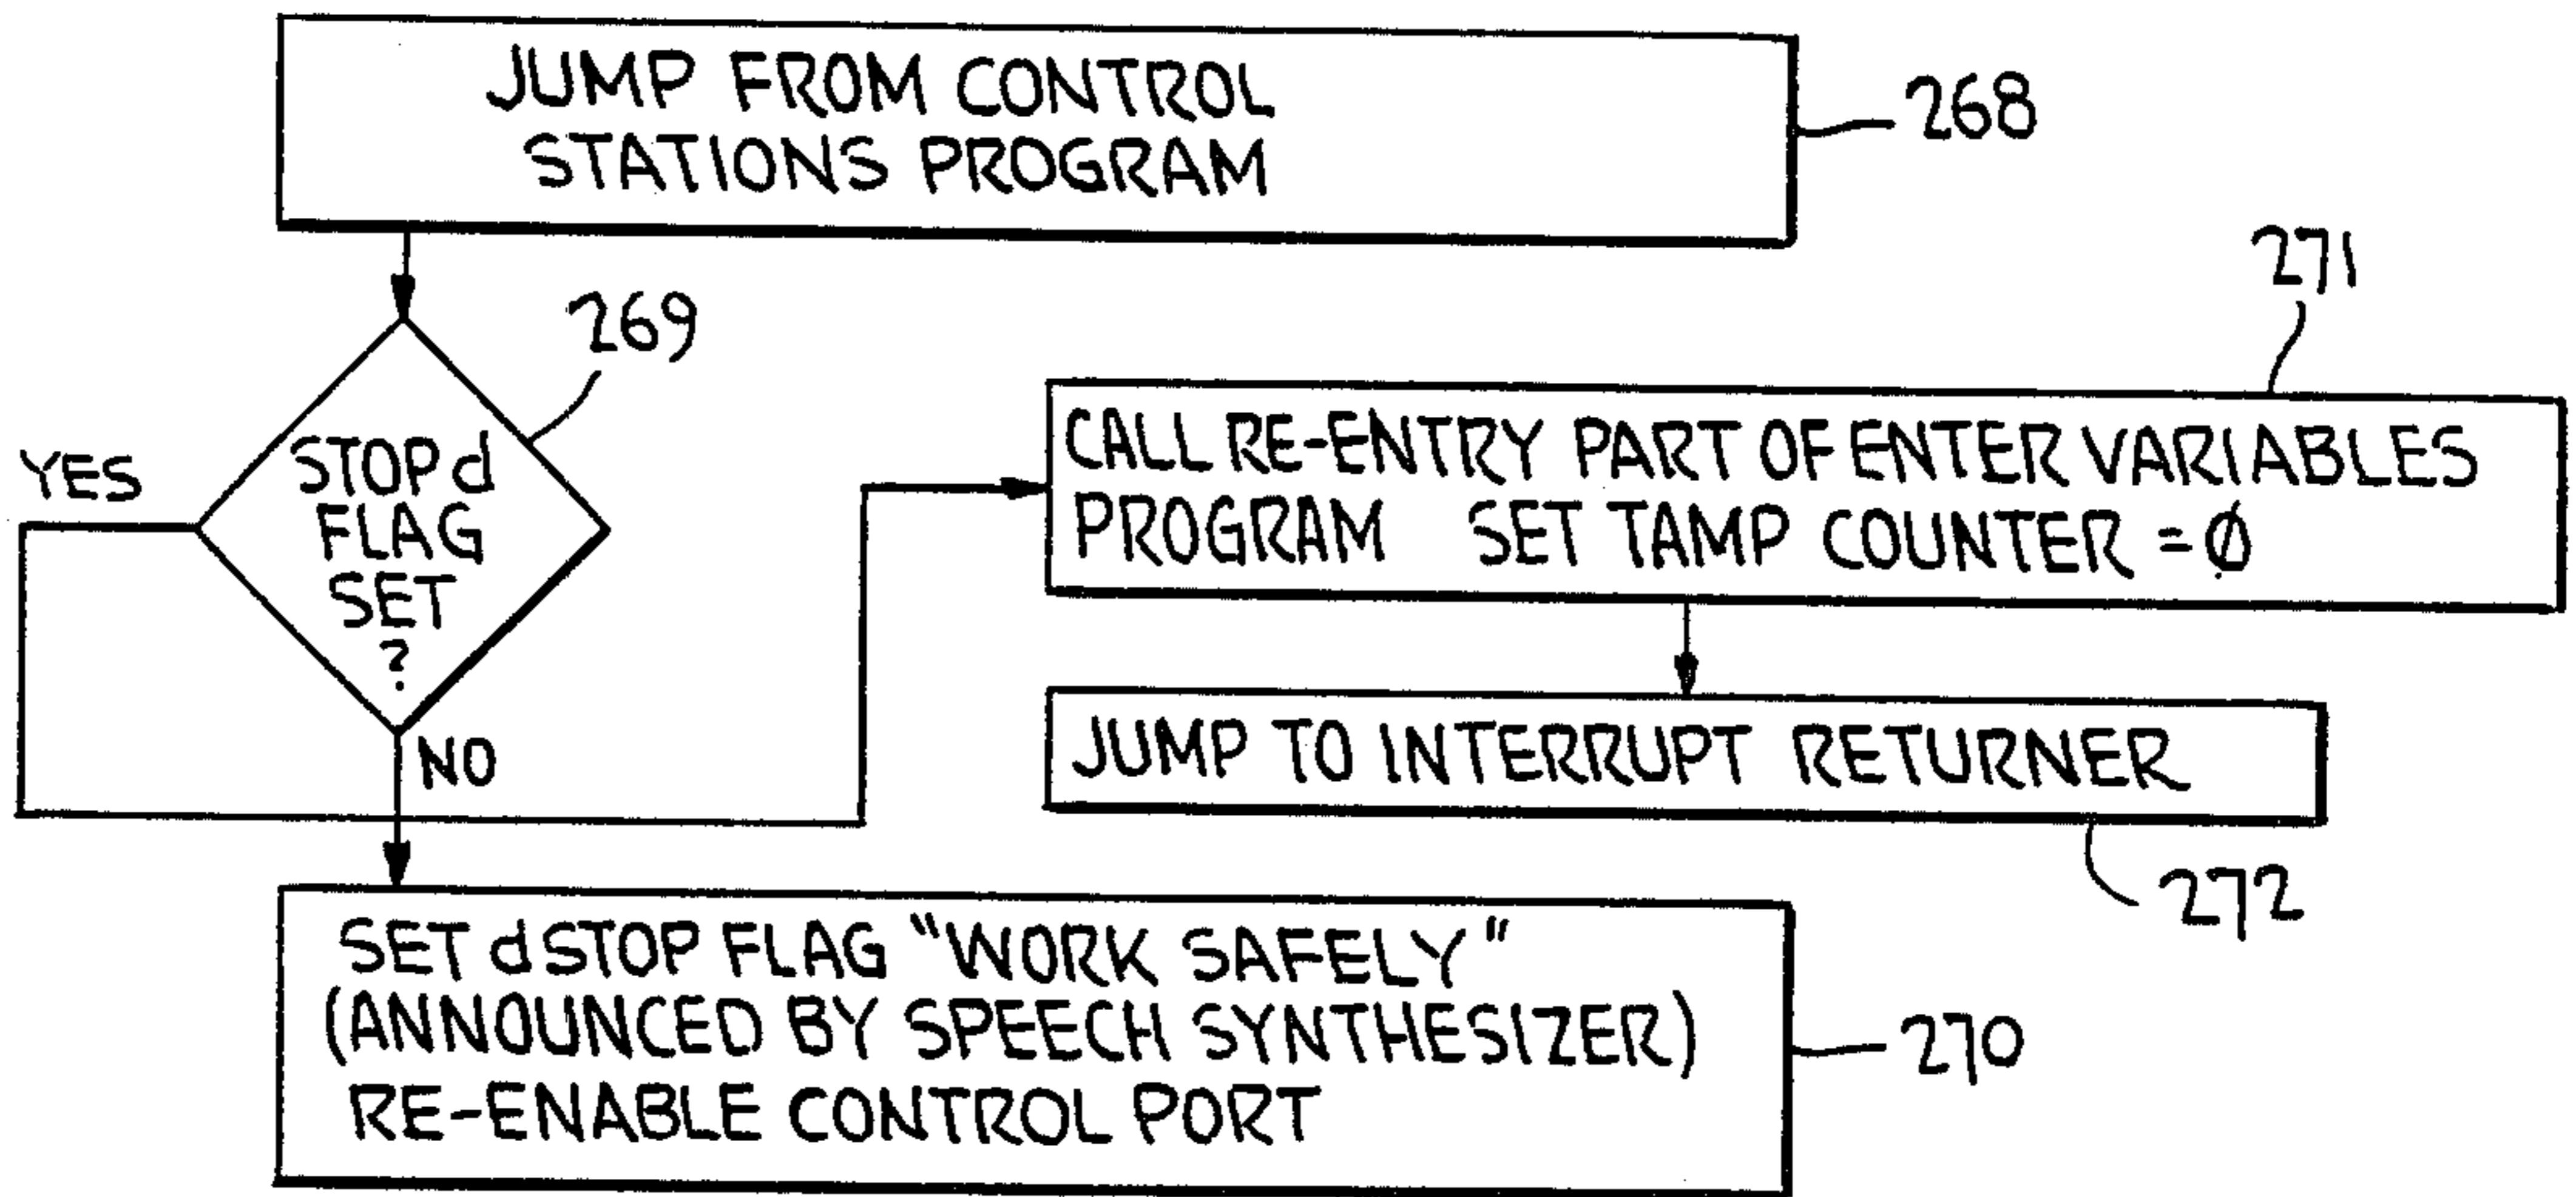 JUMP FROM CONTROL
STATIONS PROGRAM
268
269
STOP d
FLAG
SET
?
YES
NO
271
CALL RE-ENTRY PART OF ENTER VARIABLES
PROGRAM SET TAMP COUNTER = Ø
JUMP TO INTERRUPT RETURNER
272
SET d STOP FLAG "WORK SAFELY"
(ANNOUNCED BY SPEECH SYNTHESIZER)
RE-ENABLE CONTROL PORT
270